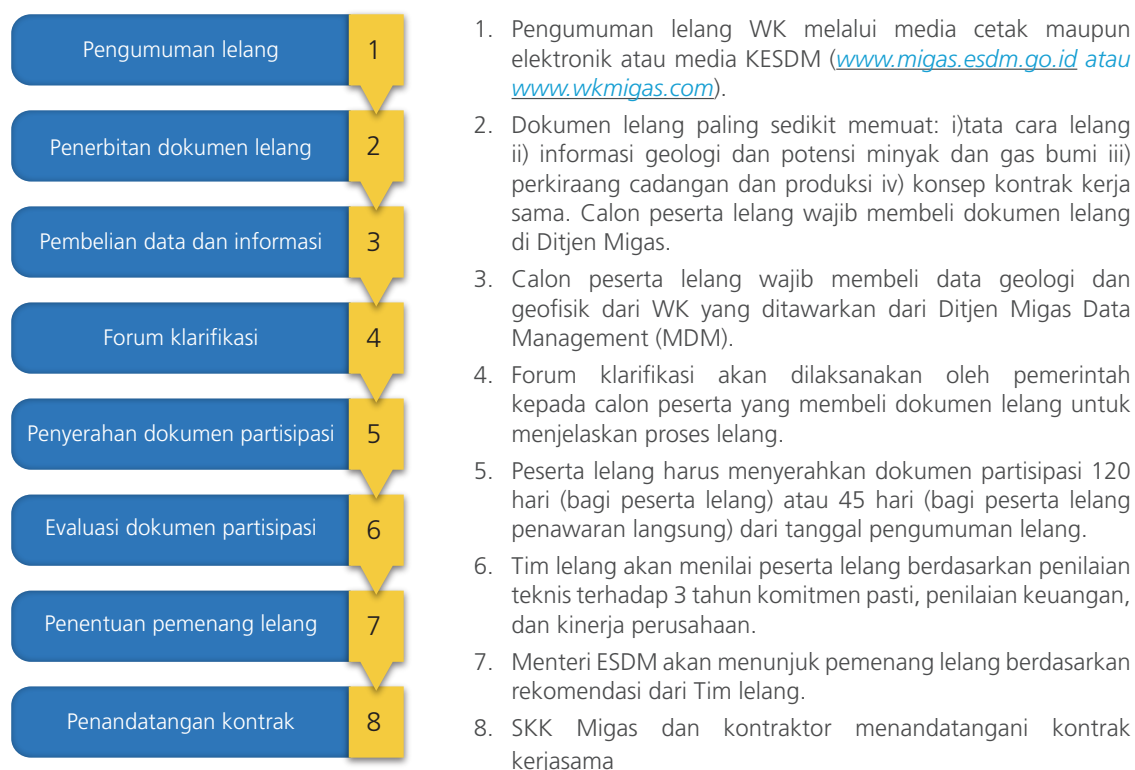 Pengumuman lelang 1
Penerbitan dokumen lelang 2
Pembelian data dan informasi 3
Forum klarifikasi 4
Penyerahan dokumen partisipasi 5
Evaluasi dokumen partisipasi 6
Penentuan pemenang lelang 7
Penandatangan kontrak 8
1. Pengumuman lelang WK melalui media cetak maupun
elektronik atau media KESDM (www.migas.esdm.go.id atau
www.wkmigas.com).
2. Dokumen lelang paling sedikit memuat: i)tata cara lelang
ii) informasi geologi dan potensi minyak dan gas bumi iii)
perkiraang cadangan dan produksi iv) konsep kontrak kerja
sama. Calon peserta lelang wajib membeli dokumen lelang
di Ditjen Migas.
3. Calon peserta lelang wajib membeli data geologi dan
geofisik dari WK yang ditawarkan dari Ditjen Migas Data
Management (MDM).
4. Forum klarifikasi akan dilaksanakan oleh pemerintah
kepada calon peserta yang membeli dokumen lelang untuk
menjelaskan proses lelang.
5. Peserta lelang harus menyerahkan dokumen partisipasi 120
hari (bagi peserta lelang) atau 45 hari (bagi peserta lelang
penawaran langsung) dari tanggal pengumuman lelang.
6. Tim lelang akan menilai peserta lelang berdasarkan penilaian
teknis terhadap 3 tahun komitmen pasti, penilaian keuangan,
dan kinerja perusahaan.
7. Menteri ESDM akan menunjuk pemenang lelang berdasarkan
rekomendasi dari Tim lelang.
8. SKK Migas dan kontraktor menandatangani kontrak
kerjasama